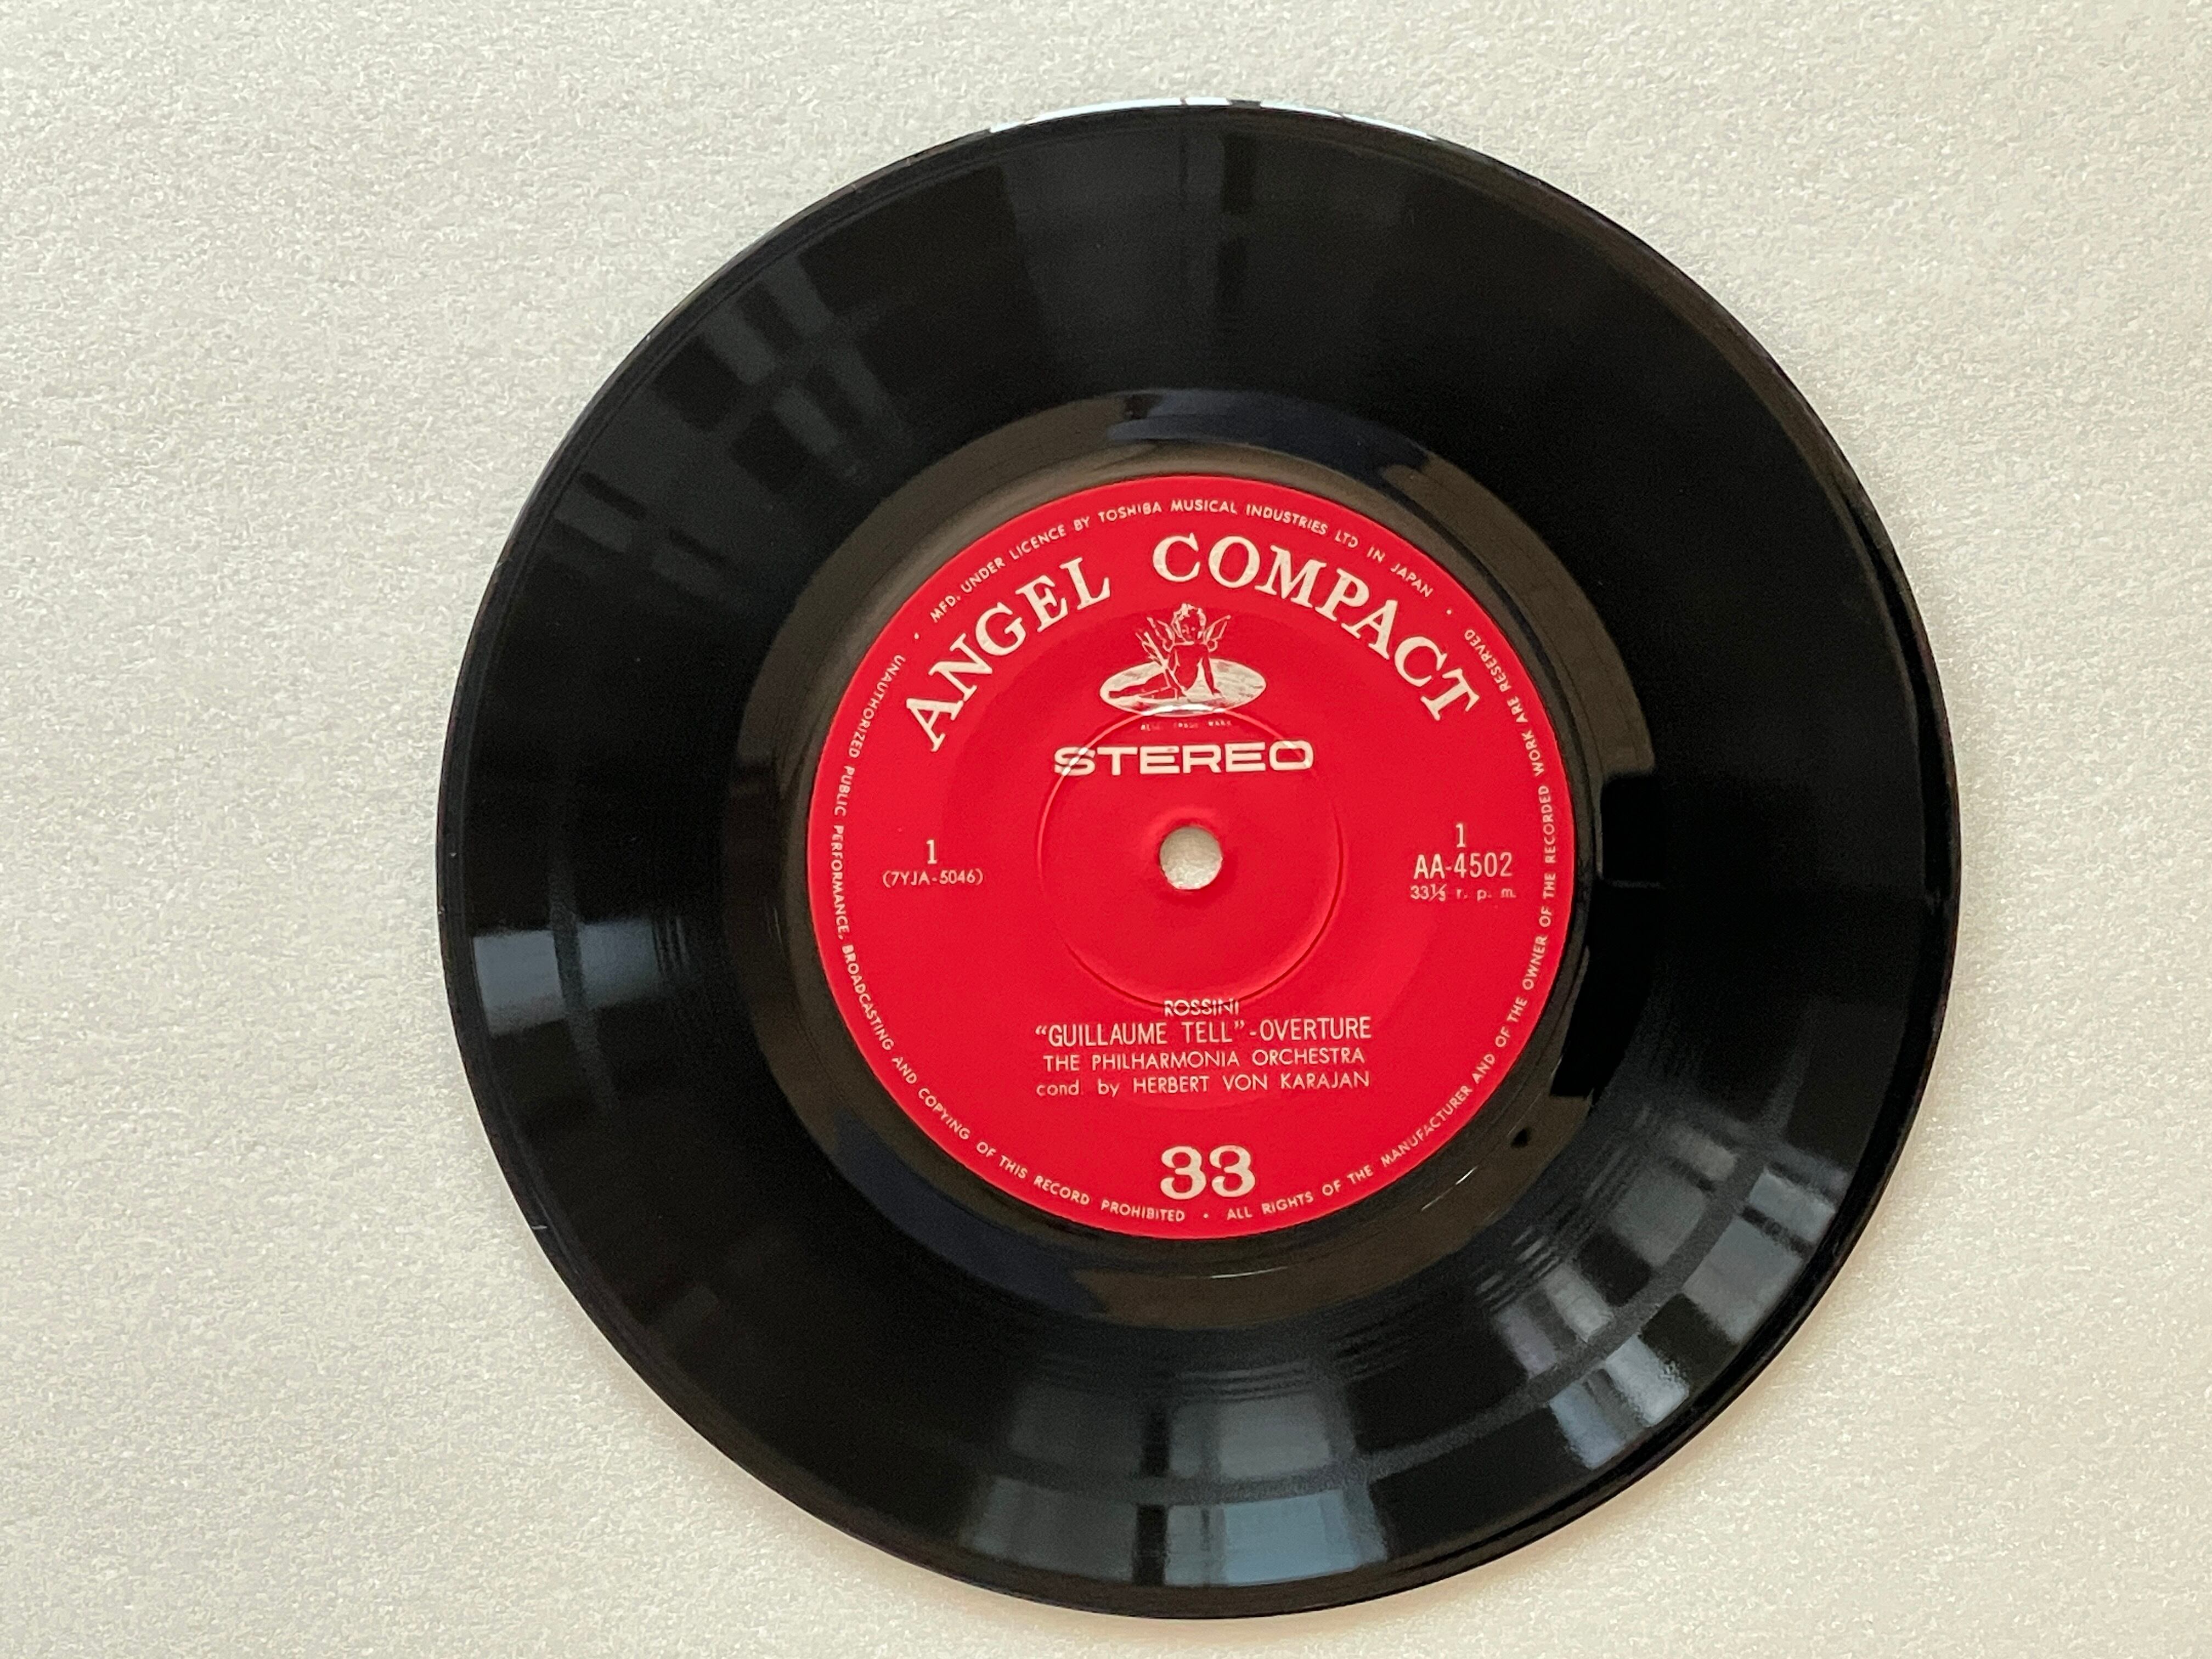 MFD. UNDER LICENCE BY TOSHIBA MUSICAL INDUSTRIES LTD IN JAPAN
ANGEL COMPACT
REG. TRADE MARK
STEREO
1
(7YJA-5046)
1
AA-4502
33⅓ r. p. m.
ROSSINI
“GUILLAUME TELL”-OVERTURE
THE PHILHARMONIA ORCHESTRA
cond. by HERBERT VON KARAJAN
33
UNAUTHORIZED PUBLIC PERFORMANCE, BROADCASTING AND COPYING OF THIS RECORD PROHIBITED • ALL RIGHTS OF THE MANUFACTURER AND OF THE OWNER OF THE RECORDED WORK ARE RESERVED